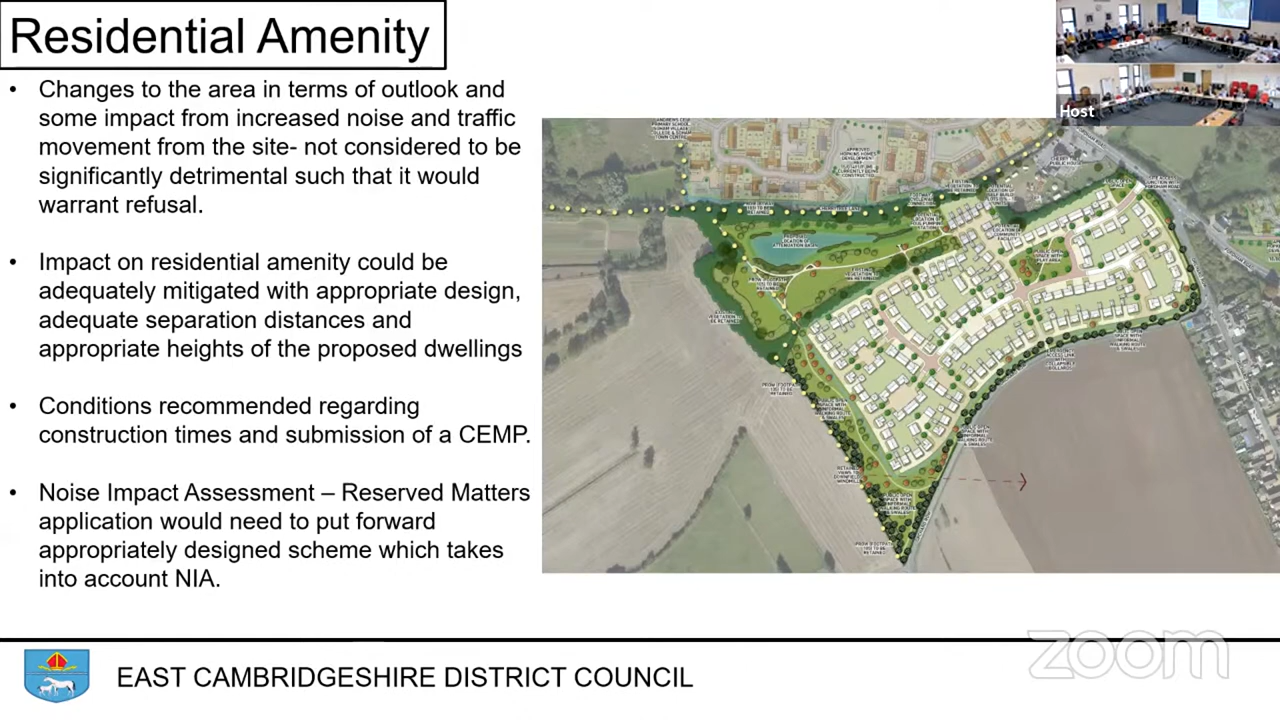 Residential Amenity
• Changes to the area in terms of outlook and
some impact from increased noise and traffic
movement from the site- not considered to be
significantly detrimental such that it would
warrant refusal.
• Impact on residential amenity could be
adequately mitigated with appropriate design,
adequate separation distances and
appropriate heights of the proposed dwellings
• Conditions recommended regarding
construction times and submission of a CEMP.
• Noise Impact Assessment – Reserved Matters
application would need to put forward
appropriately designed scheme which takes
into account NIA.
Host
EAST CAMBRIDGESHIRE DISTRICT COUNCIL
zoom